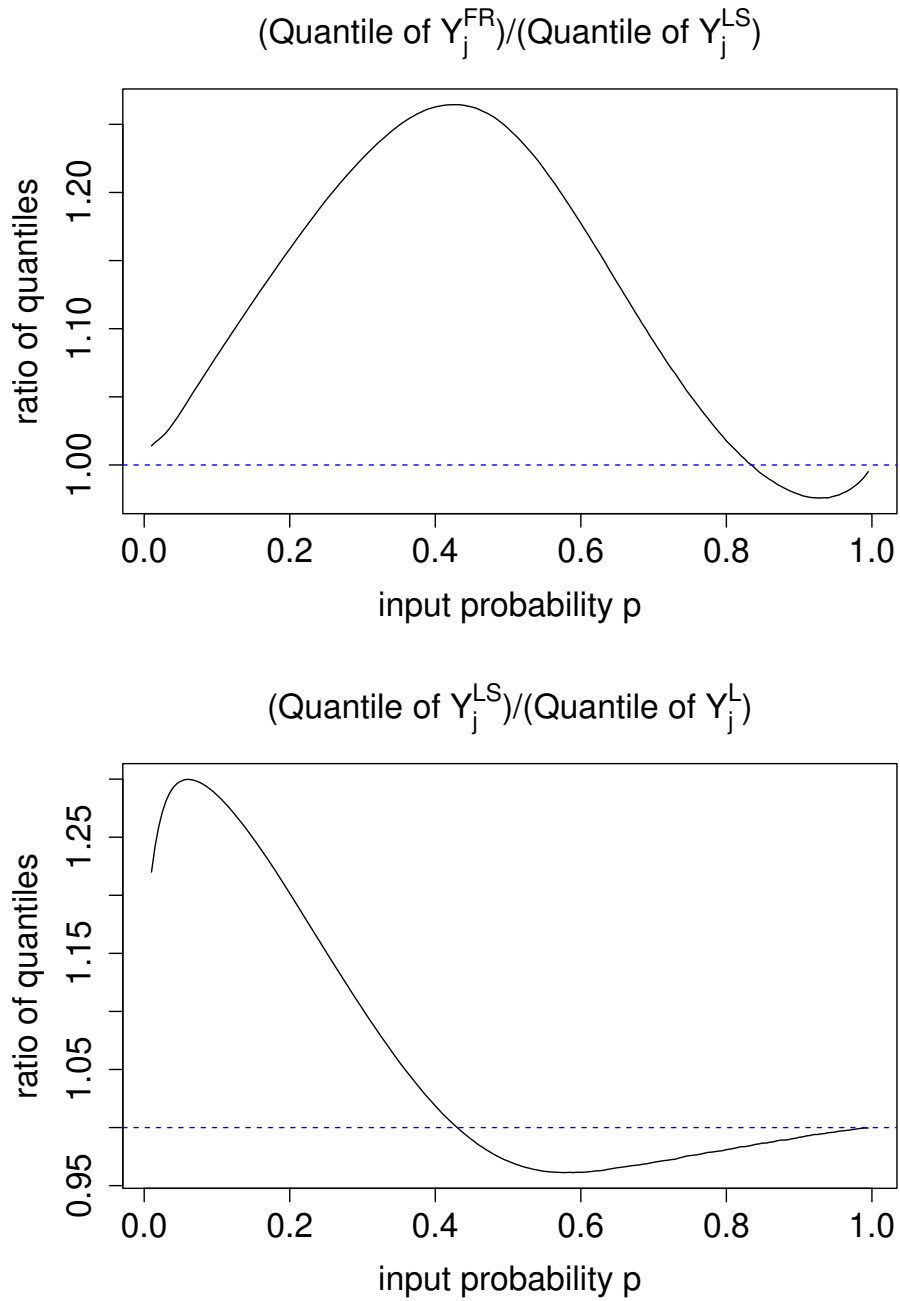 (Quantile of Y_j^FR)/(Quantile of Y_j^LS)
ratio of quantiles
1.00 1.10 1.20
0.0 0.2 0.4 0.6 0.8 1.0
input probability p
(Quantile of Y_j^LS)/(Quantile of Y_j^L)
ratio of quantiles
0.95 1.05 1.15 1.25
0.0 0.2 0.4 0.6 0.8 1.0
input probability p